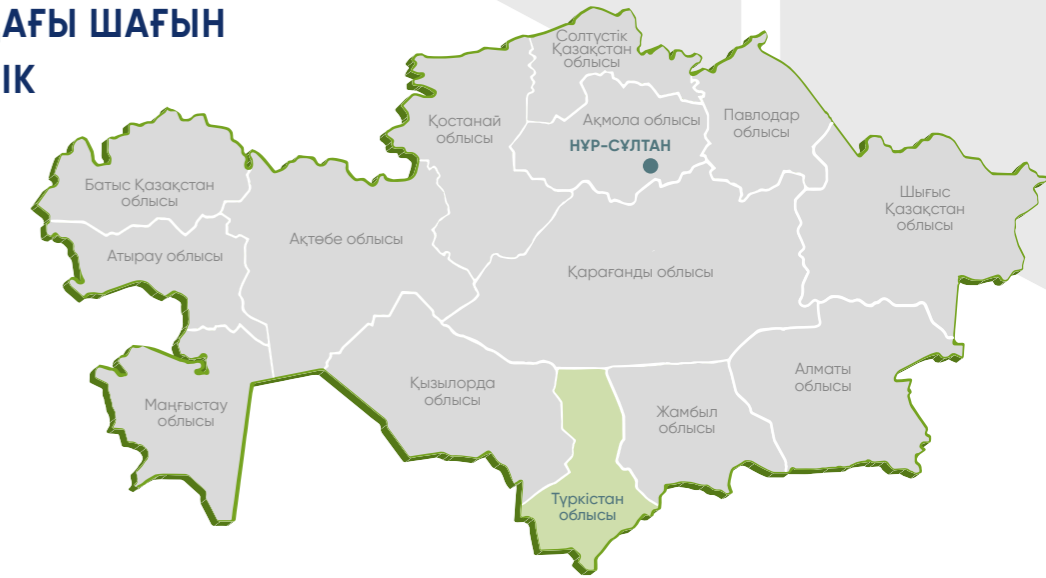 АҒЫ ШАҒЫН
ІК
Солтүстік
Қазақстан
облысы
Қостанай
облысы
Ақмола облысы
НҰР-СҰЛТАН
Павлодар
облысы
Батыс Қазақстан
облысы
Шығыс
Қазақстан
облысы
Атырау облысы
Ақтөбе облысы
Қарағанды облысы
Алматы
облысы
Қызылорда
облысы
Маңғыстау
облысы
Жамбыл
облысы
Түркістан
облысы